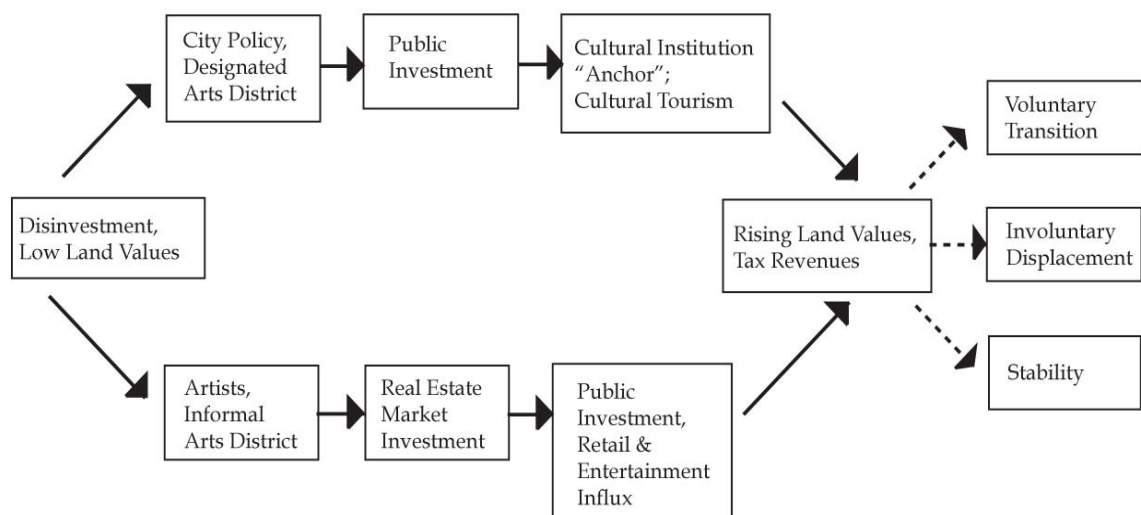 City Policy,
Designated
Arts District
Public
Investment
Cultural Institution
“Anchor”;
Cultural Tourism
Voluntary
Transition
Disinvestment,
Low Land Values
Rising Land Values,
Tax Revenues
Involuntary
Displacement
Stability
Artists,
Informal
Arts District
Real Estate
Market
Investment
Public
Investment,
Retail &
Entertainment
Influx